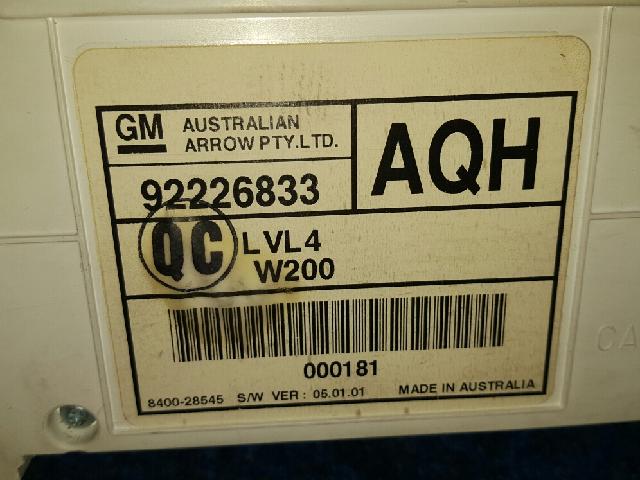 GM AUSTRALIAN
ARROW PTY.LTD.
AQH
92226833
QC LVL4
W200
000181
8400-28545 S/W VER: 05.01.01 MADE IN AUSTRALIA
CA